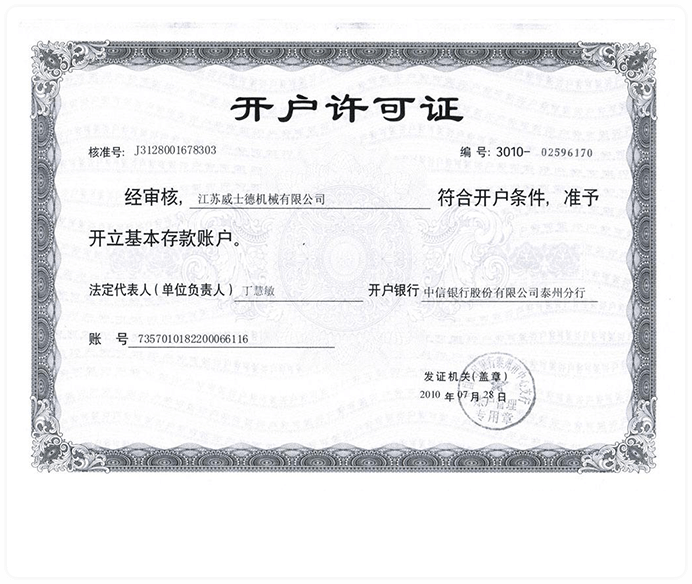 开户许可证
核准号: J3128001678303 编 号: 3010- 02596170
经审核, 江苏威士德机械有限公司 符合开户条件, 准予
开立基本存款账户。
法定代表人(单位负责人) 丁慧敏 开户银行 中信银行股份有限公司泰州分行
账 号 7357010182200066116
发证机关(盖章)
2010 年 07 月 28 日
管理
专用章